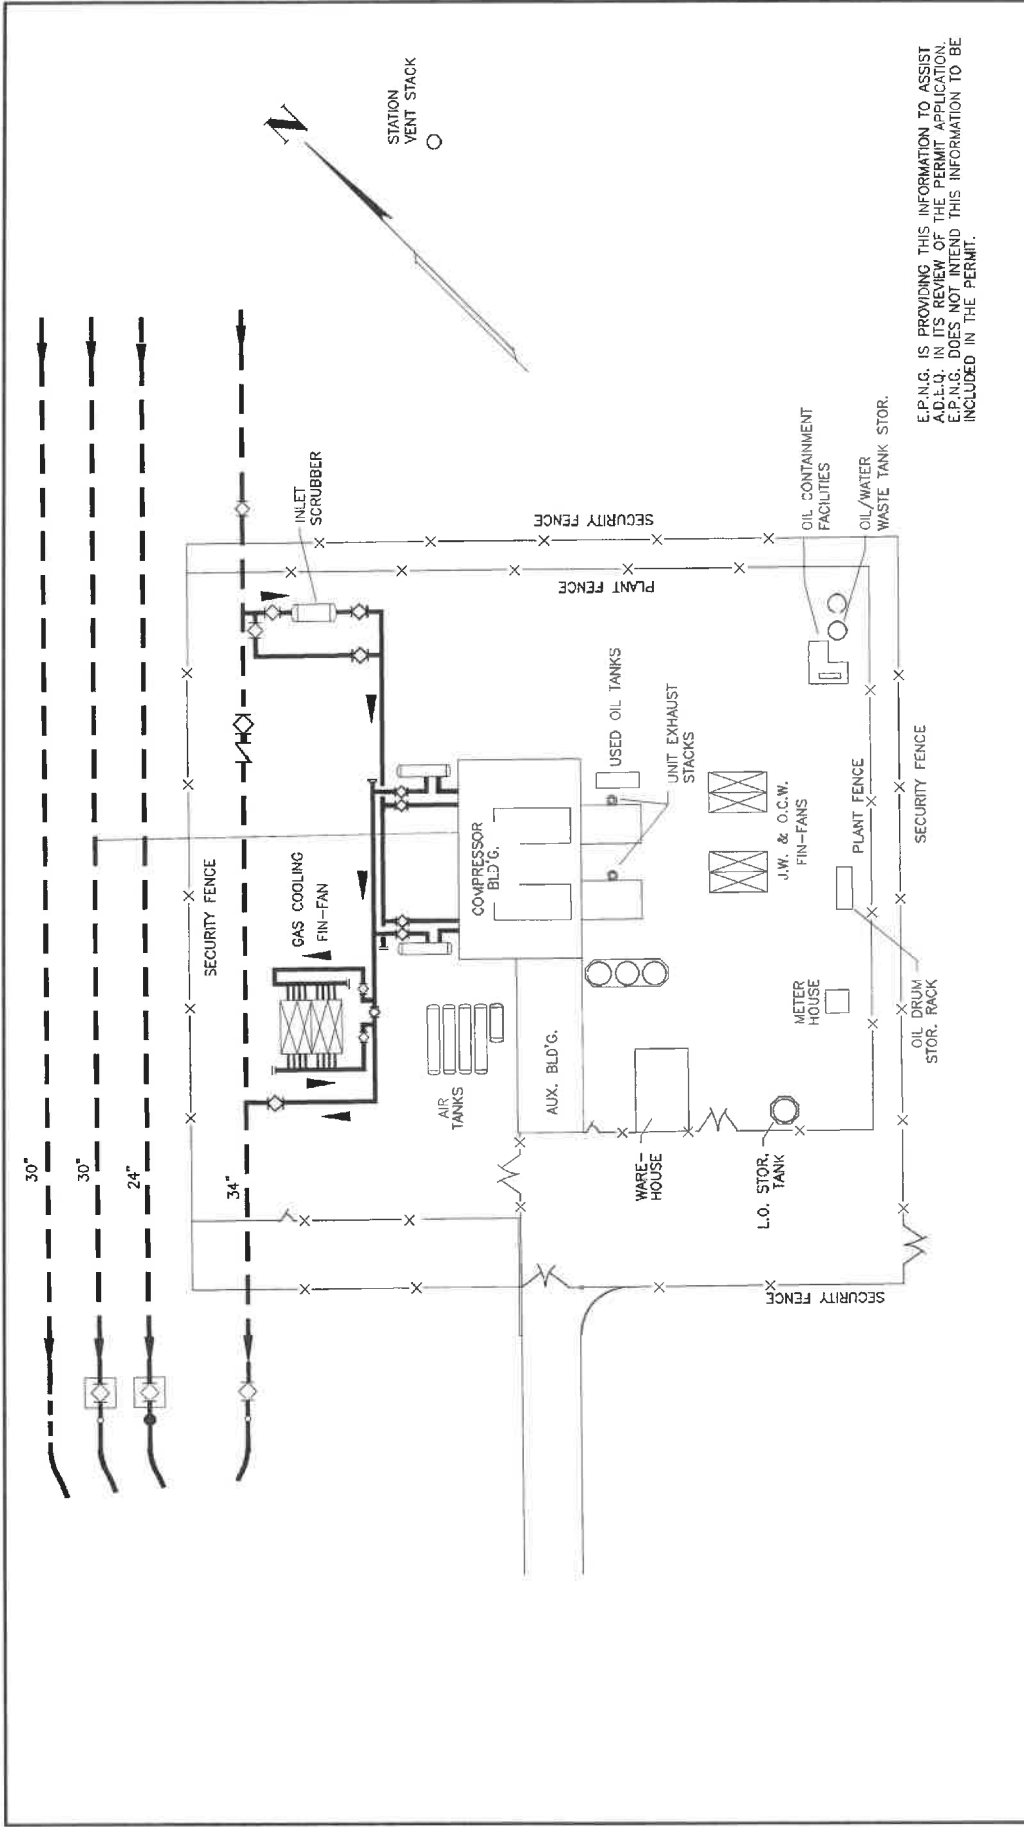 30"
30"
24"
34"
N
STATION
VENT STACK
INLET
SCRUBBER
SECURITY FENCE
GAS COOLING
FIN-FAN
SECURITY FENCE
PLANT FENCE
AIR
TANKS
COMPRESSOR
BLD'G.
AUX. BLD'G.
USED OIL TANKS
UNIT EXHAUST
STACKS
WARE-
HOUSE
J.W. & O.C.W.
FIN-FANS
L.O. STOR.
TANK
METER
HOUSE
PLANT FENCE
OIL CONTAINMENT
FACILITIES
OIL/WATER
WASTE TANK STOR.
OIL DRUM
STOR. RACK
SECURITY FENCE
SECURITY FENCE
E.P.N.G. IS PROVIDING THIS INFORMATION TO ASSIST
A.D.E.Q. IN ITS REVIEW OF THE PERMIT APPLICATION.
E.P.N.G. DOES NOT INTEND THIS INFORMATION TO BE
INCLUDED IN THE PERMIT.